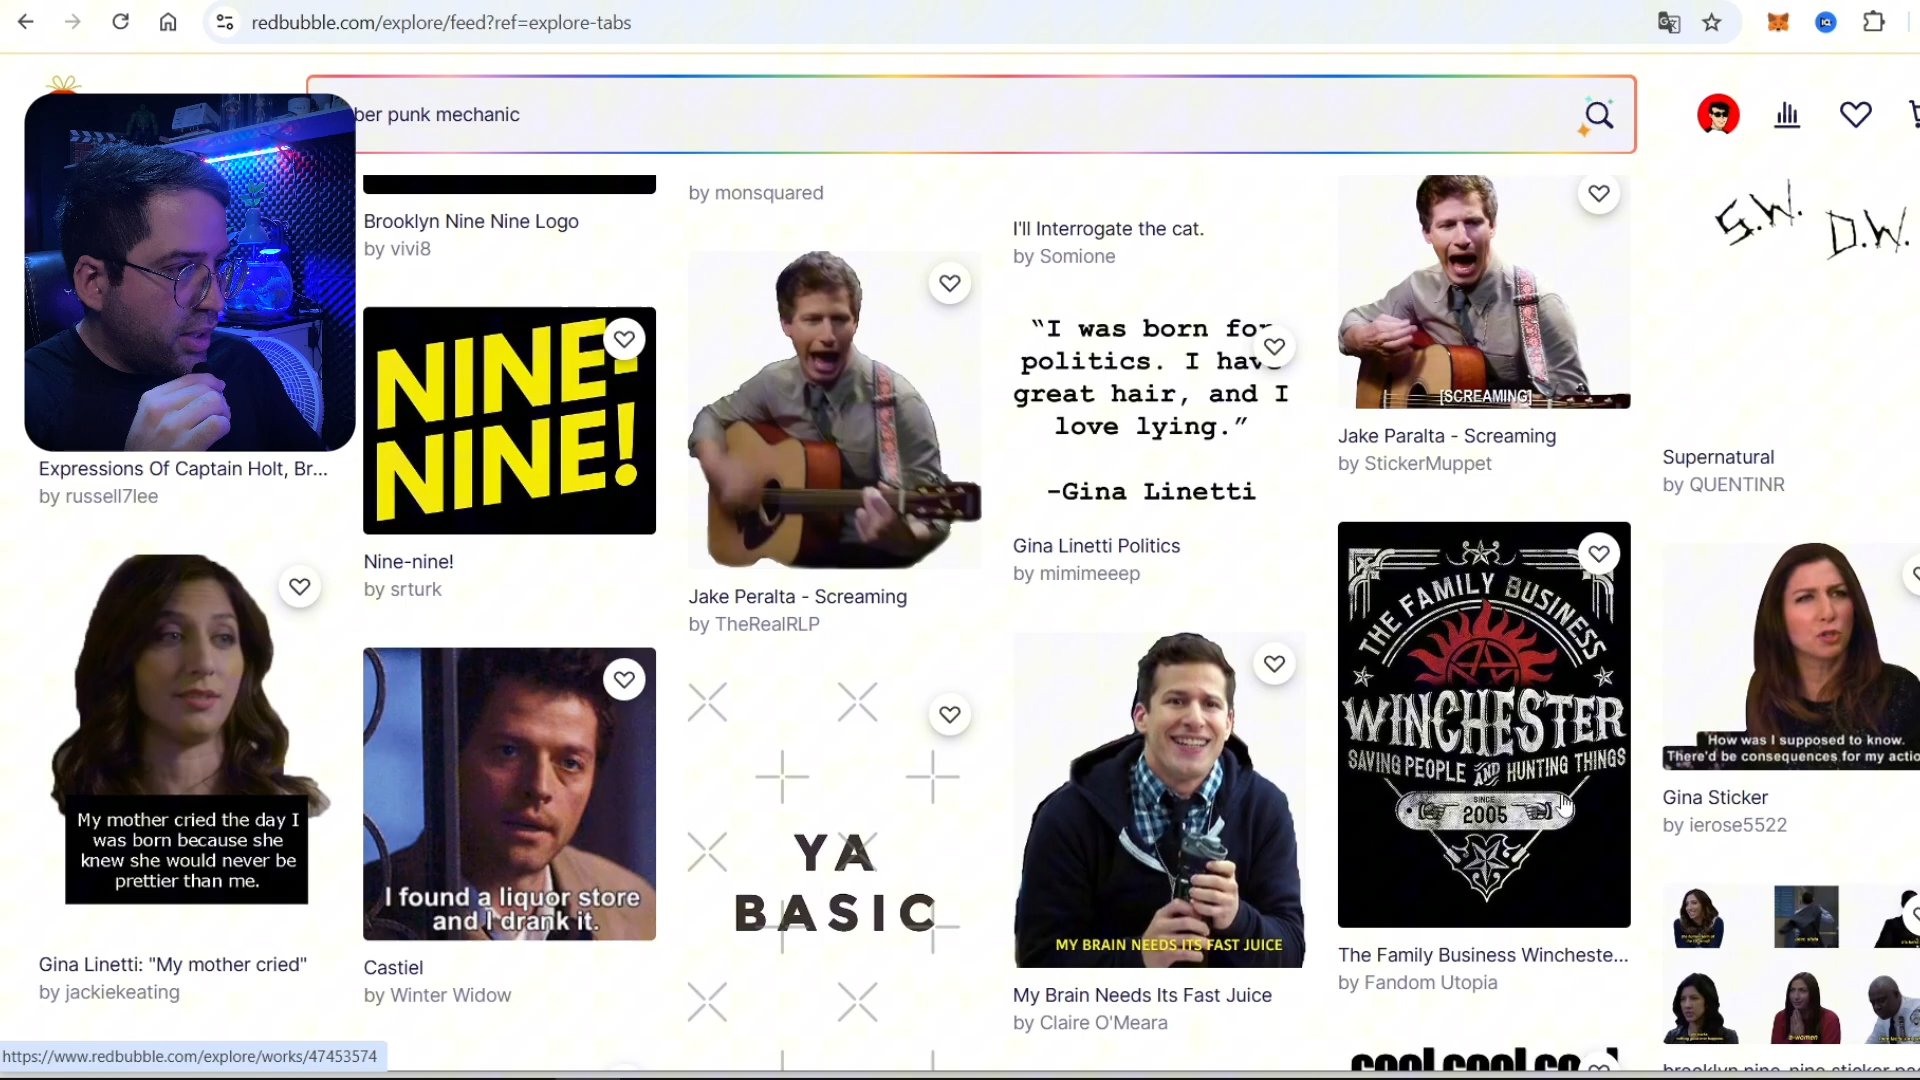 redbubble.com/explore/feed?ref=explore-tabs
ber punk mechanic
Expressions Of Captain Holt, Br...
by russell7lee
My mother cried the day I
was born because she
knew she would never be
prettier than me.
Gina Linetti: "My mother cried"
by jackiekeating
https://www.redbubble.com/explore/works/47453574
Brooklyn Nine Nine Logo
by vivi8
NINE-
NINE!
Nine-nine!
by srturk
I found a liquor store
and I drank it.
Castiel
by Winter Widow
by monsquared
Jake Peralta - Screaming
by TheRealRLP
YA
BASIC
I'll Interrogate the cat.
by Somione
“I was born for
politics. I have
great hair, and I
love lying.”
-Gina Linetti
Gina Linetti Politics
by mimimeeep
MY BRAIN NEEDS ITS FAST JUICE
My Brain Needs Its Fast Juice
by Claire O'Meara
[SCREAMING]
Jake Paralta - Screaming
by StickerMuppet
THE FAMILY BUSINESS
WINCHESTER
SAVING PEOPLE AND HUNTING THINGS
SINCE
2005
The Family Business Wincheste...
by Fandom Utopia
cool cool co
S.W. D.W.
Supernatural
by QUENTINR
How was I supposed to know.
There'd be consequences for my actio
Gina Sticker
by ierose5522
brooklyn nine-nine sticker pac